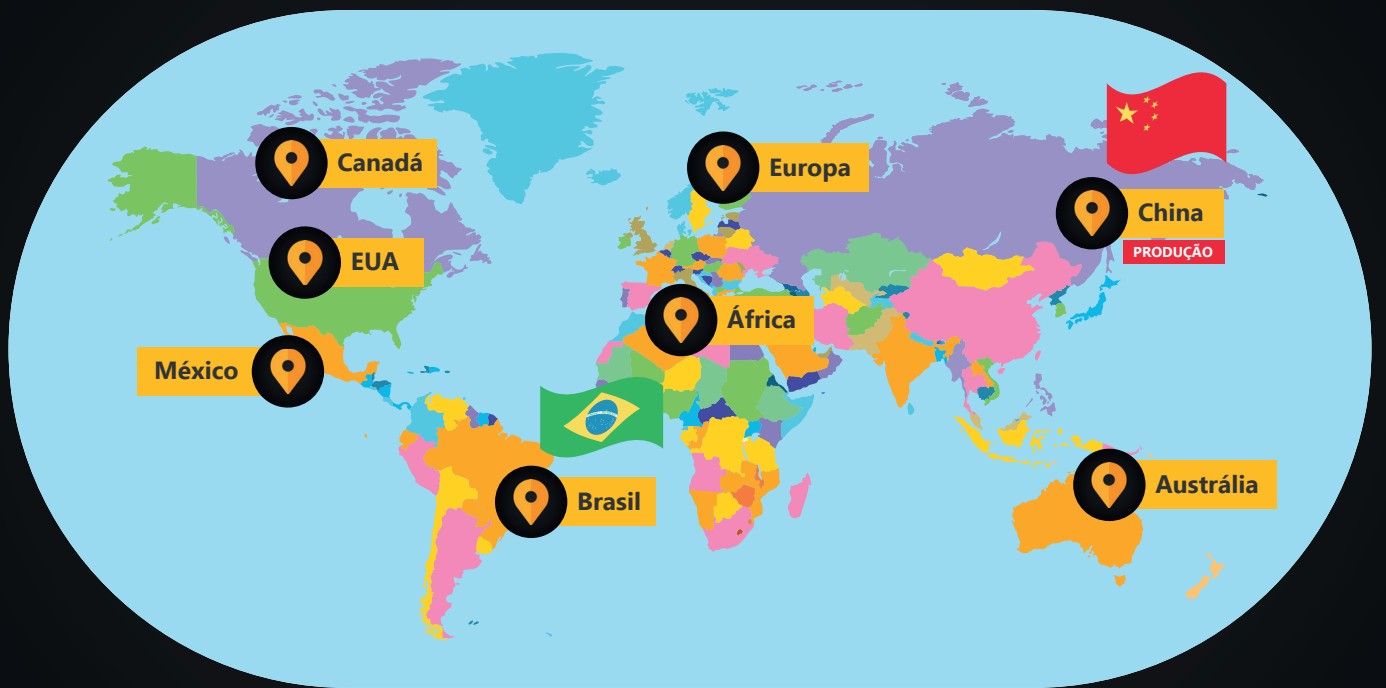 Canadá
Europa
China
PRODUÇÃO
EUA
África
México
Brasil
Austrália